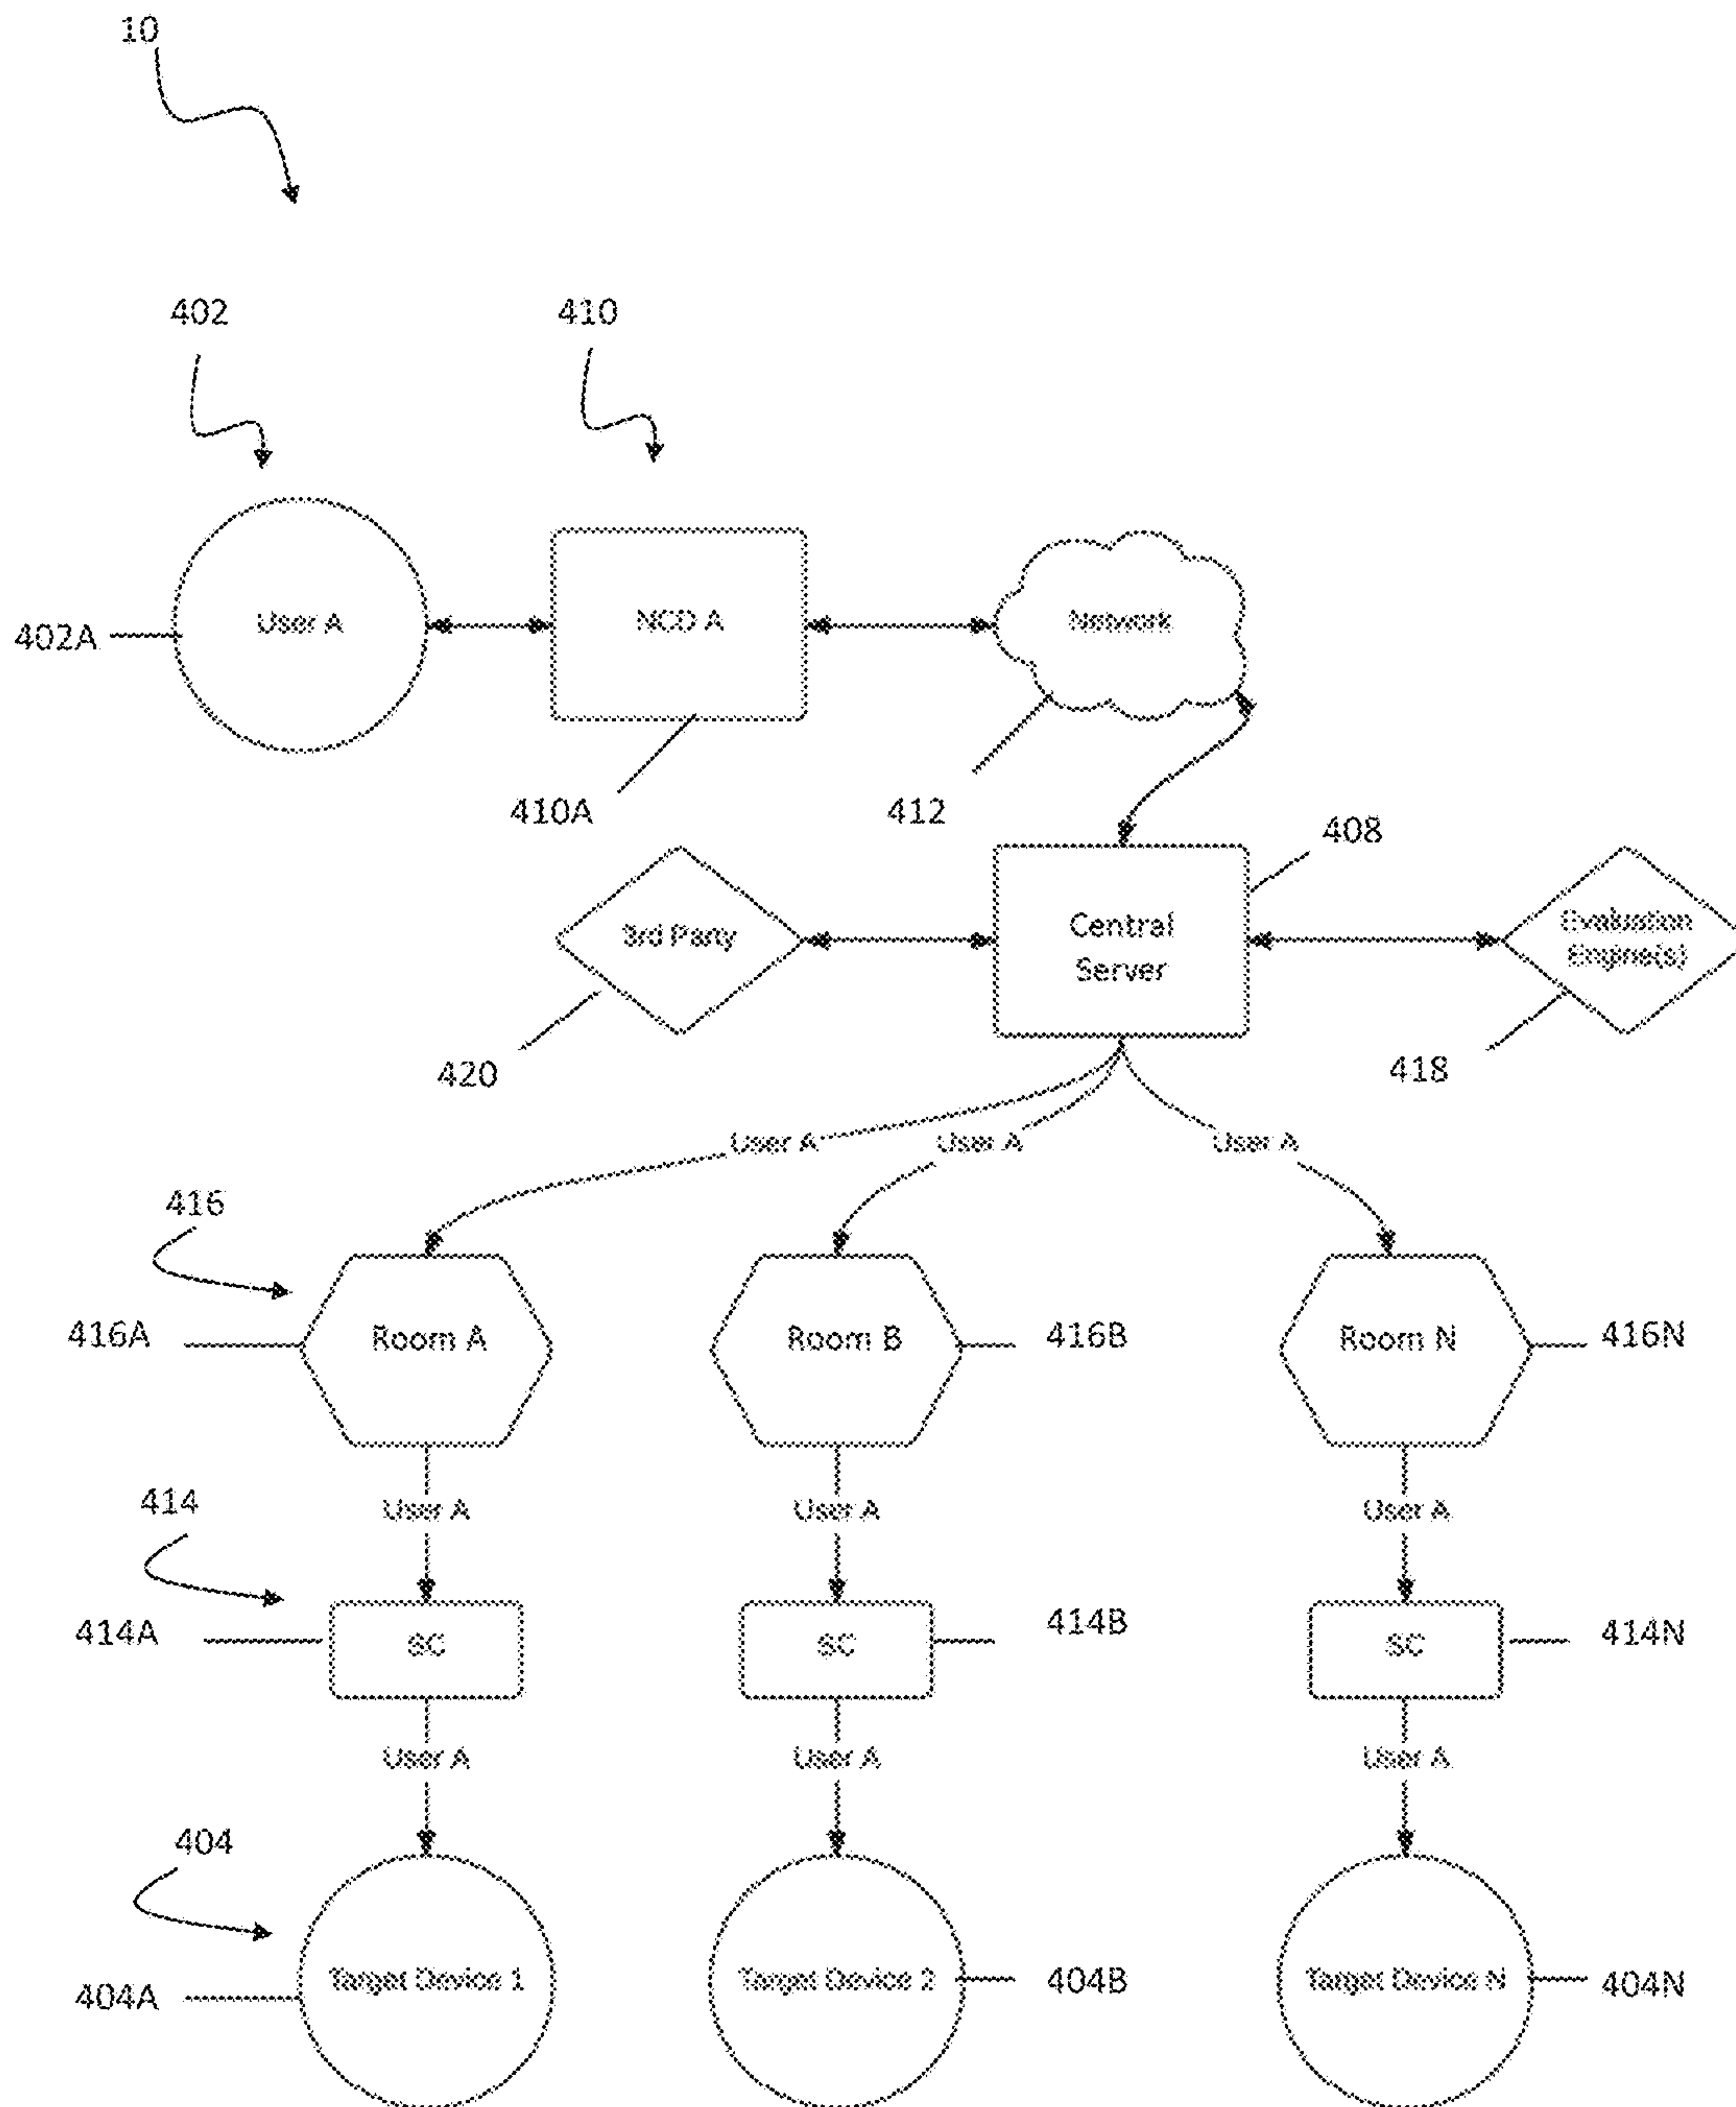 10
402
410
User A
NCD A
Network
402A
410A
412
408
3rd Party
Central
Server
Evaluation
Engine(s)
420
418
User A
User A
User A
416
416A
Room A
Room B
416B
Room N
416N
User A
User A
User A
414
414A
SC
SC
414B
SC
414N
User A
User A
User A
404
404A
Target Device 1
Target Device 2
404B
Target Device N
404N